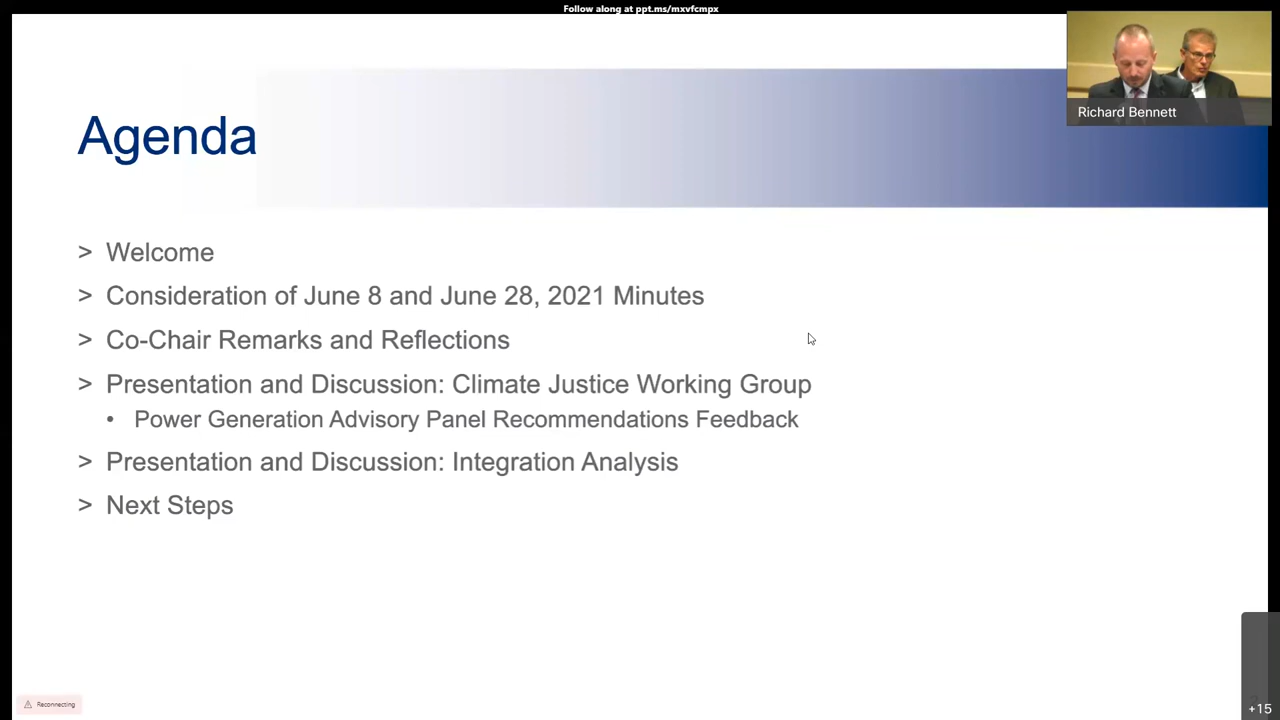 Follow along at ppt.ms/mxvfcmpx
Richard Bennett
Agenda
> Welcome
> Consideration of June 8 and June 28, 2021 Minutes
> Co-Chair Remarks and Reflections
> Presentation and Discussion: Climate Justice Working Group
• Power Generation Advisory Panel Recommendations Feedback
> Presentation and Discussion: Integration Analysis
> Next Steps
Reconnecting
+15